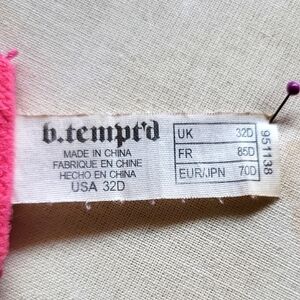 b.tempt'd
MADE IN CHINA
FABRIQUE EN CHINE
HECHO EN CHINA
USA 32D
UK 32D
FR 85D
EUR/JPN 70D
951138